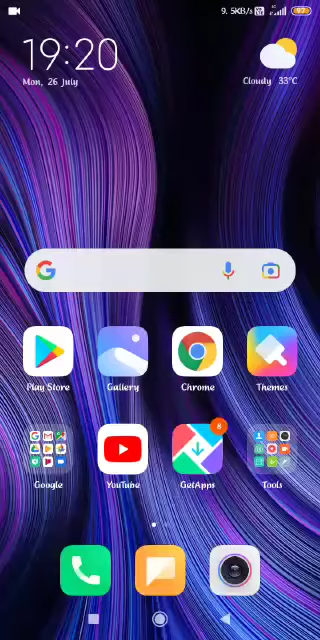 9.5KB/s 97
19:20
Mon, 26 July
Cloudy 33°C
Play Store Gallery Chrome Themes
8
Google YouTube GetApps Tools